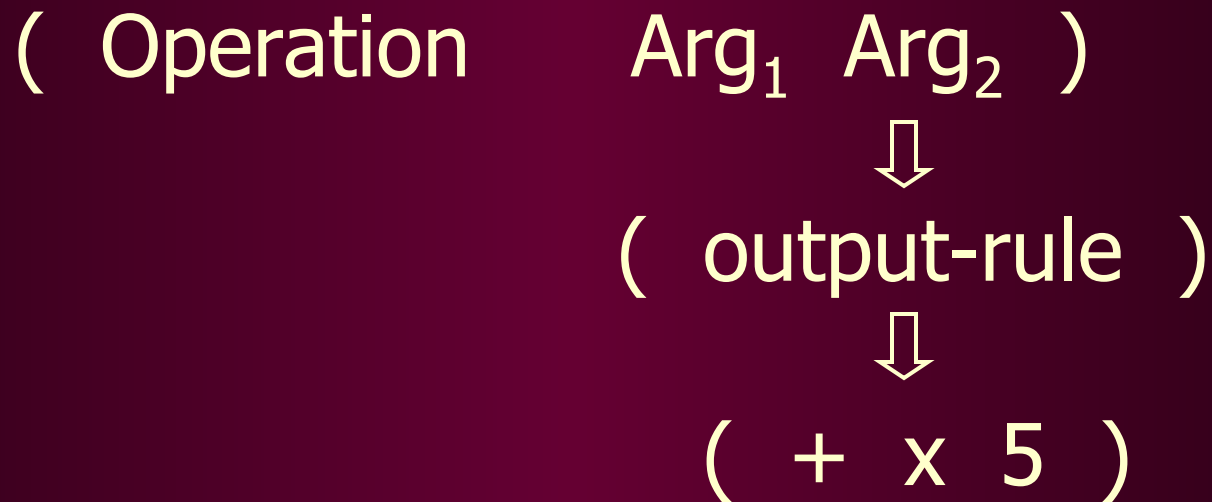 ( Operation Arg₁ Arg₂ )
( output-rule )
( + x 5 )